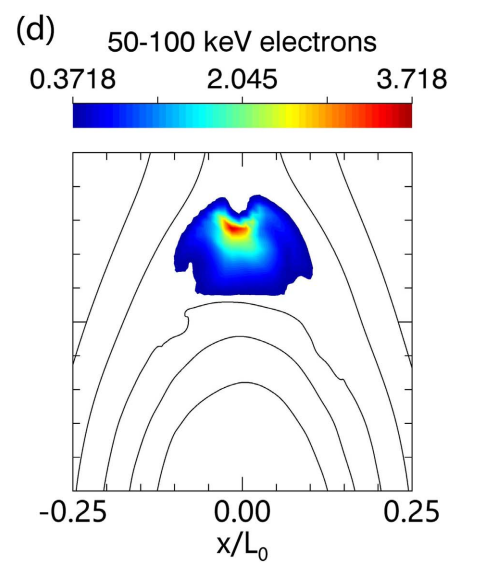 (d)
50-100 keV electrons
0.3718 2.045 3.718
-0.25 0.00 0.25
x/L₀